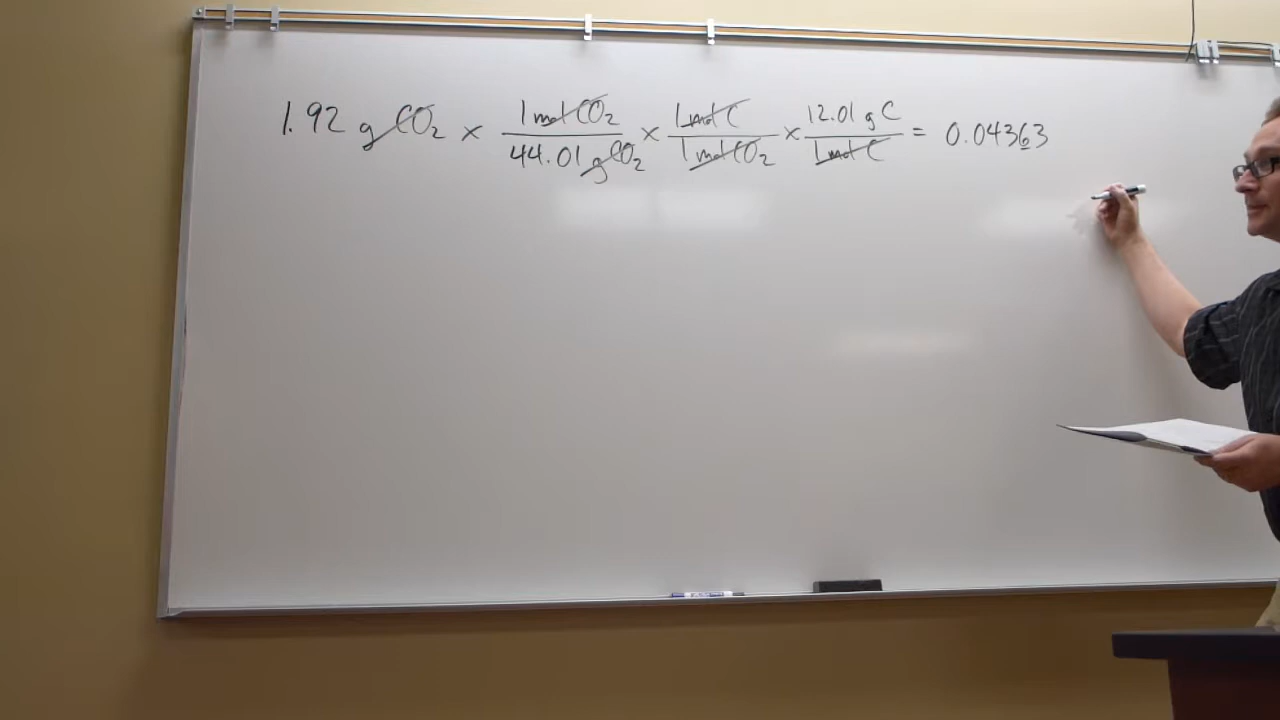 1.92 g CO₂ × 1 mol CO₂ / 44.01 g CO₂ × 1 mol C / 1 mol CO₂ × 12.01 g C / 1 mol C = 0.04363